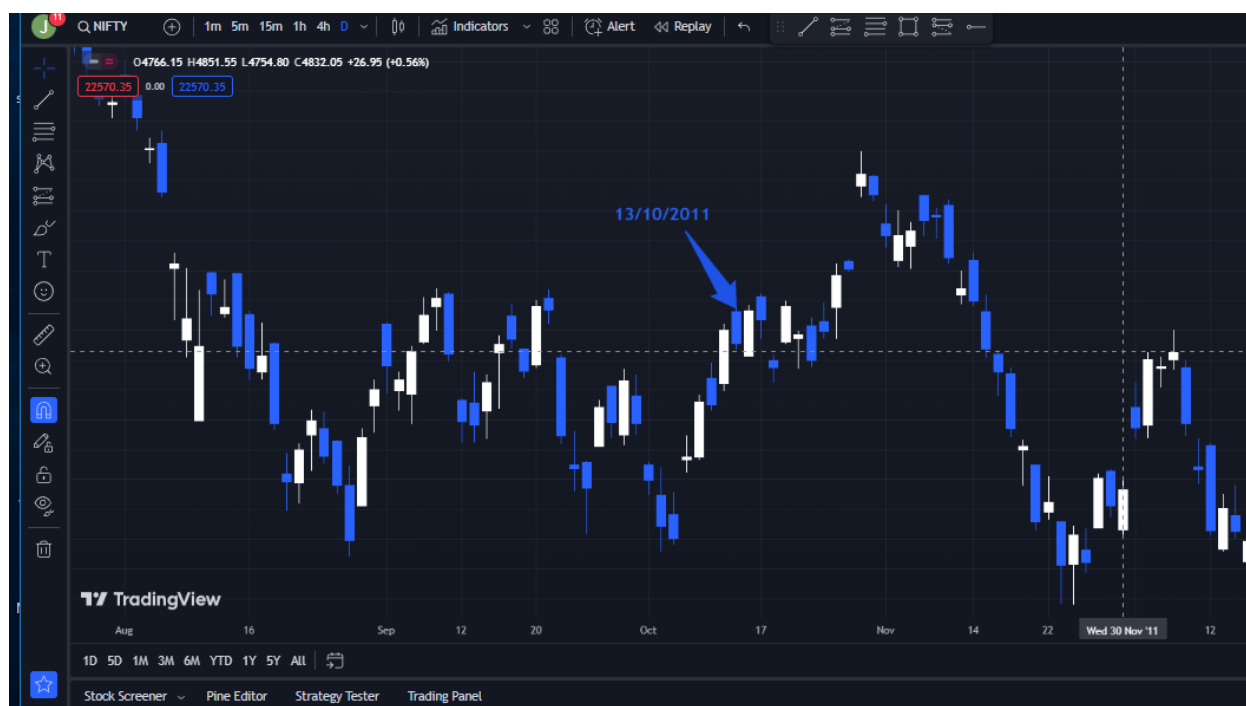 J 11 NIFTY 1m 5m 15m 1h 4h D Indicators Alert Replay
O4766.15 H4851.55 L4754.80 C4832.05 +26.95 (+0.56%)
22570.35 0.00 22570.35
13/10/2011
TradingView
Aug 16 Sep 12 20 Oct 17 Nov 14 22 Wed 30 Nov '11 12
1D 5D 1M 3M 6M YTD 1Y 5Y All
Stock Screener Pine Editor Strategy Tester Trading Panel